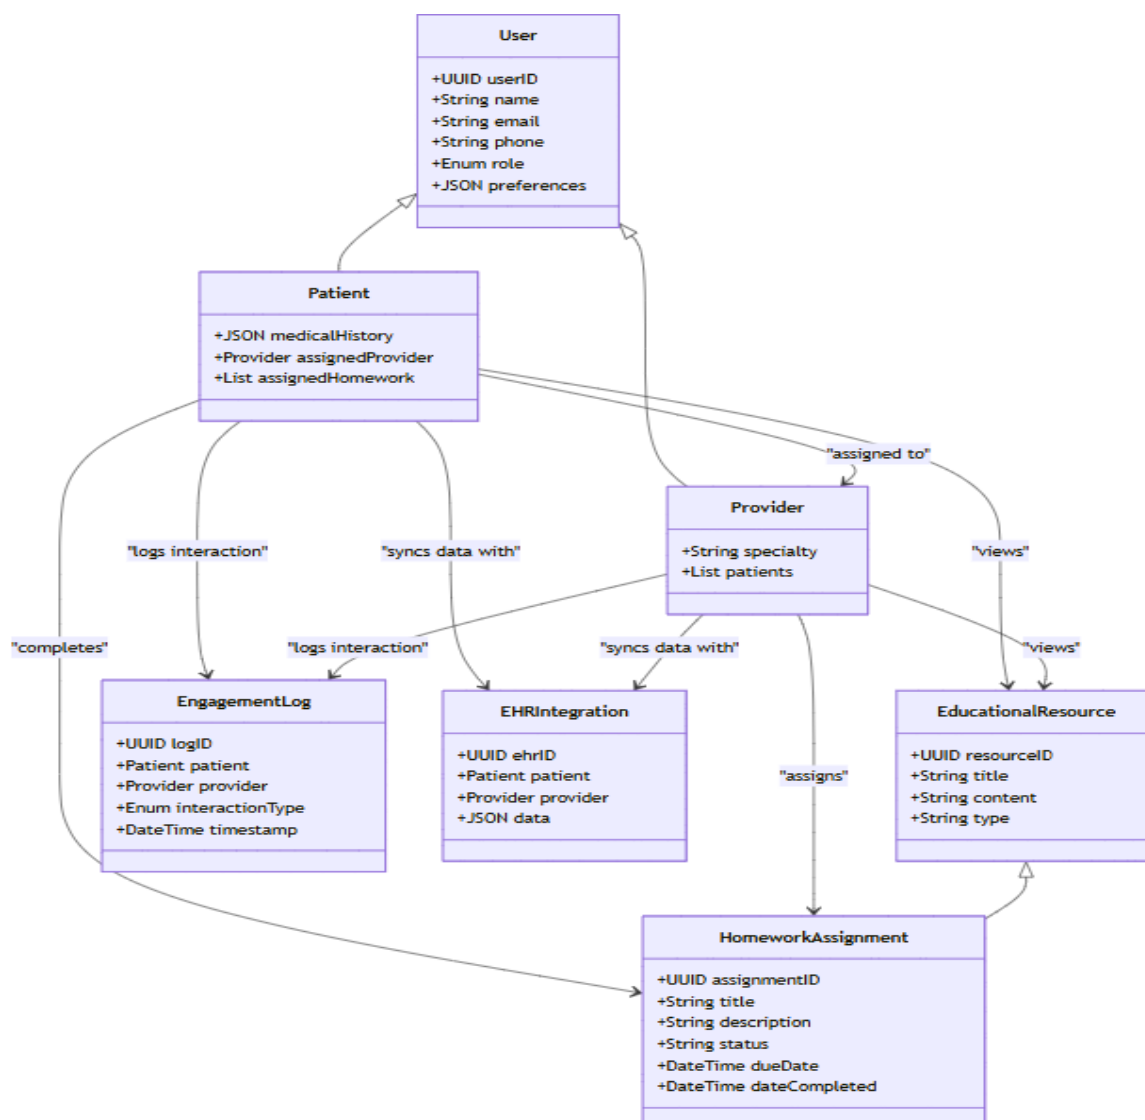 User
+UUID userID
+String name
+String email
+String phone
+Enum role
+JSON preferences
Patient
+JSON medicalHistory
+Provider assignedProvider
+List assignedHomework
"assigned to"
Provider
+String specialty
+List patients
"logs interaction"
"syncs data with"
"views"
"completes"
"logs interaction"
"syncs data with"
"views"
EngagementLog
+UUID logID
+Patient patient
+Provider provider
+Enum interactionType
+DateTime timestamp
EHRIntegration
+UUID ehrID
+Patient patient
+Provider provider
+JSON data
"assigns"
EducationalResource
+UUID resourceID
+String title
+String content
+String type
HomeworkAssignment
+UUID assignmentID
+String title
+String description
+String status
+DateTime dueDate
+DateTime dateCompleted